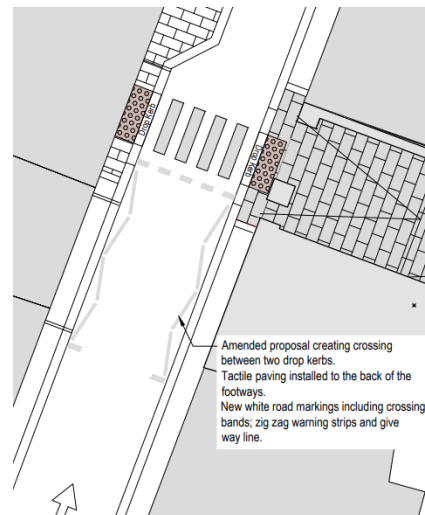 Drop Kerb
Drop Kerb
Amended proposal creating crossing
between two drop kerbs.
Tactile paving installed to the back of the
footways.
New white road markings including crossing
bands; zig zag warning strips and give
way line.